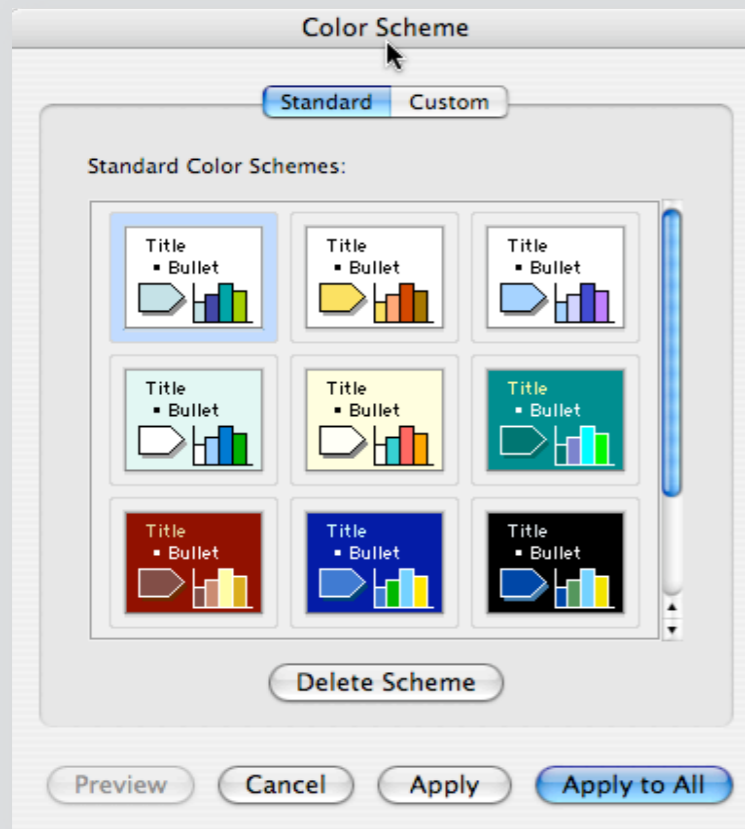 Color Scheme
Standard Custom
Standard Color Schemes:
Title
Bullet
Title
Bullet
Title
Bullet
Title
Bullet
Title
Bullet
Title
Bullet
Title
Bullet
Title
Bullet
Title
Bullet
Delete Scheme
Preview Cancel Apply Apply to All